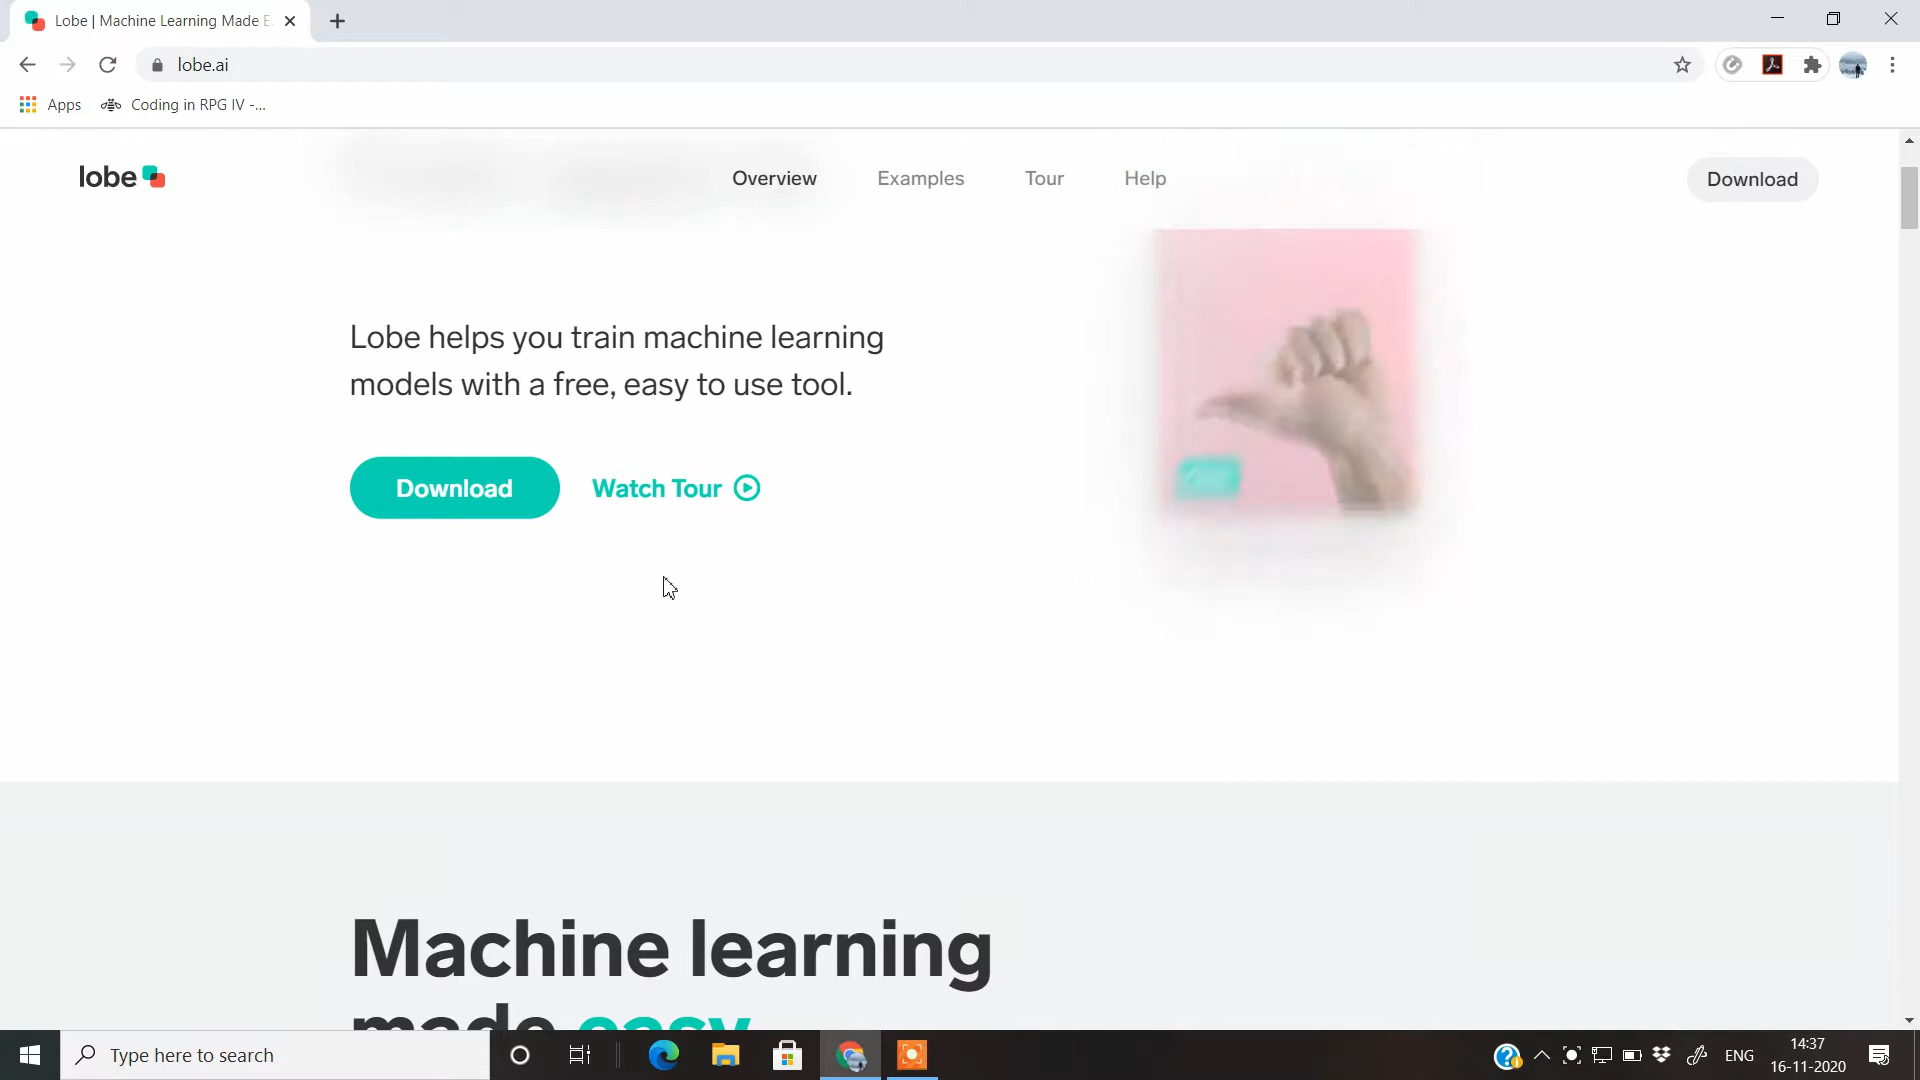 Lobe | Machine Learning Made E
lobe.ai
Apps
Coding in RPG IV -...
lobe
Overview
Examples
Tour
Help
Download
Lobe helps you train machine learning
models with a free, easy to use tool.
Download
Watch Tour
Machine learning
made easy
Type here to search
ENG
14:37
16-11-2020